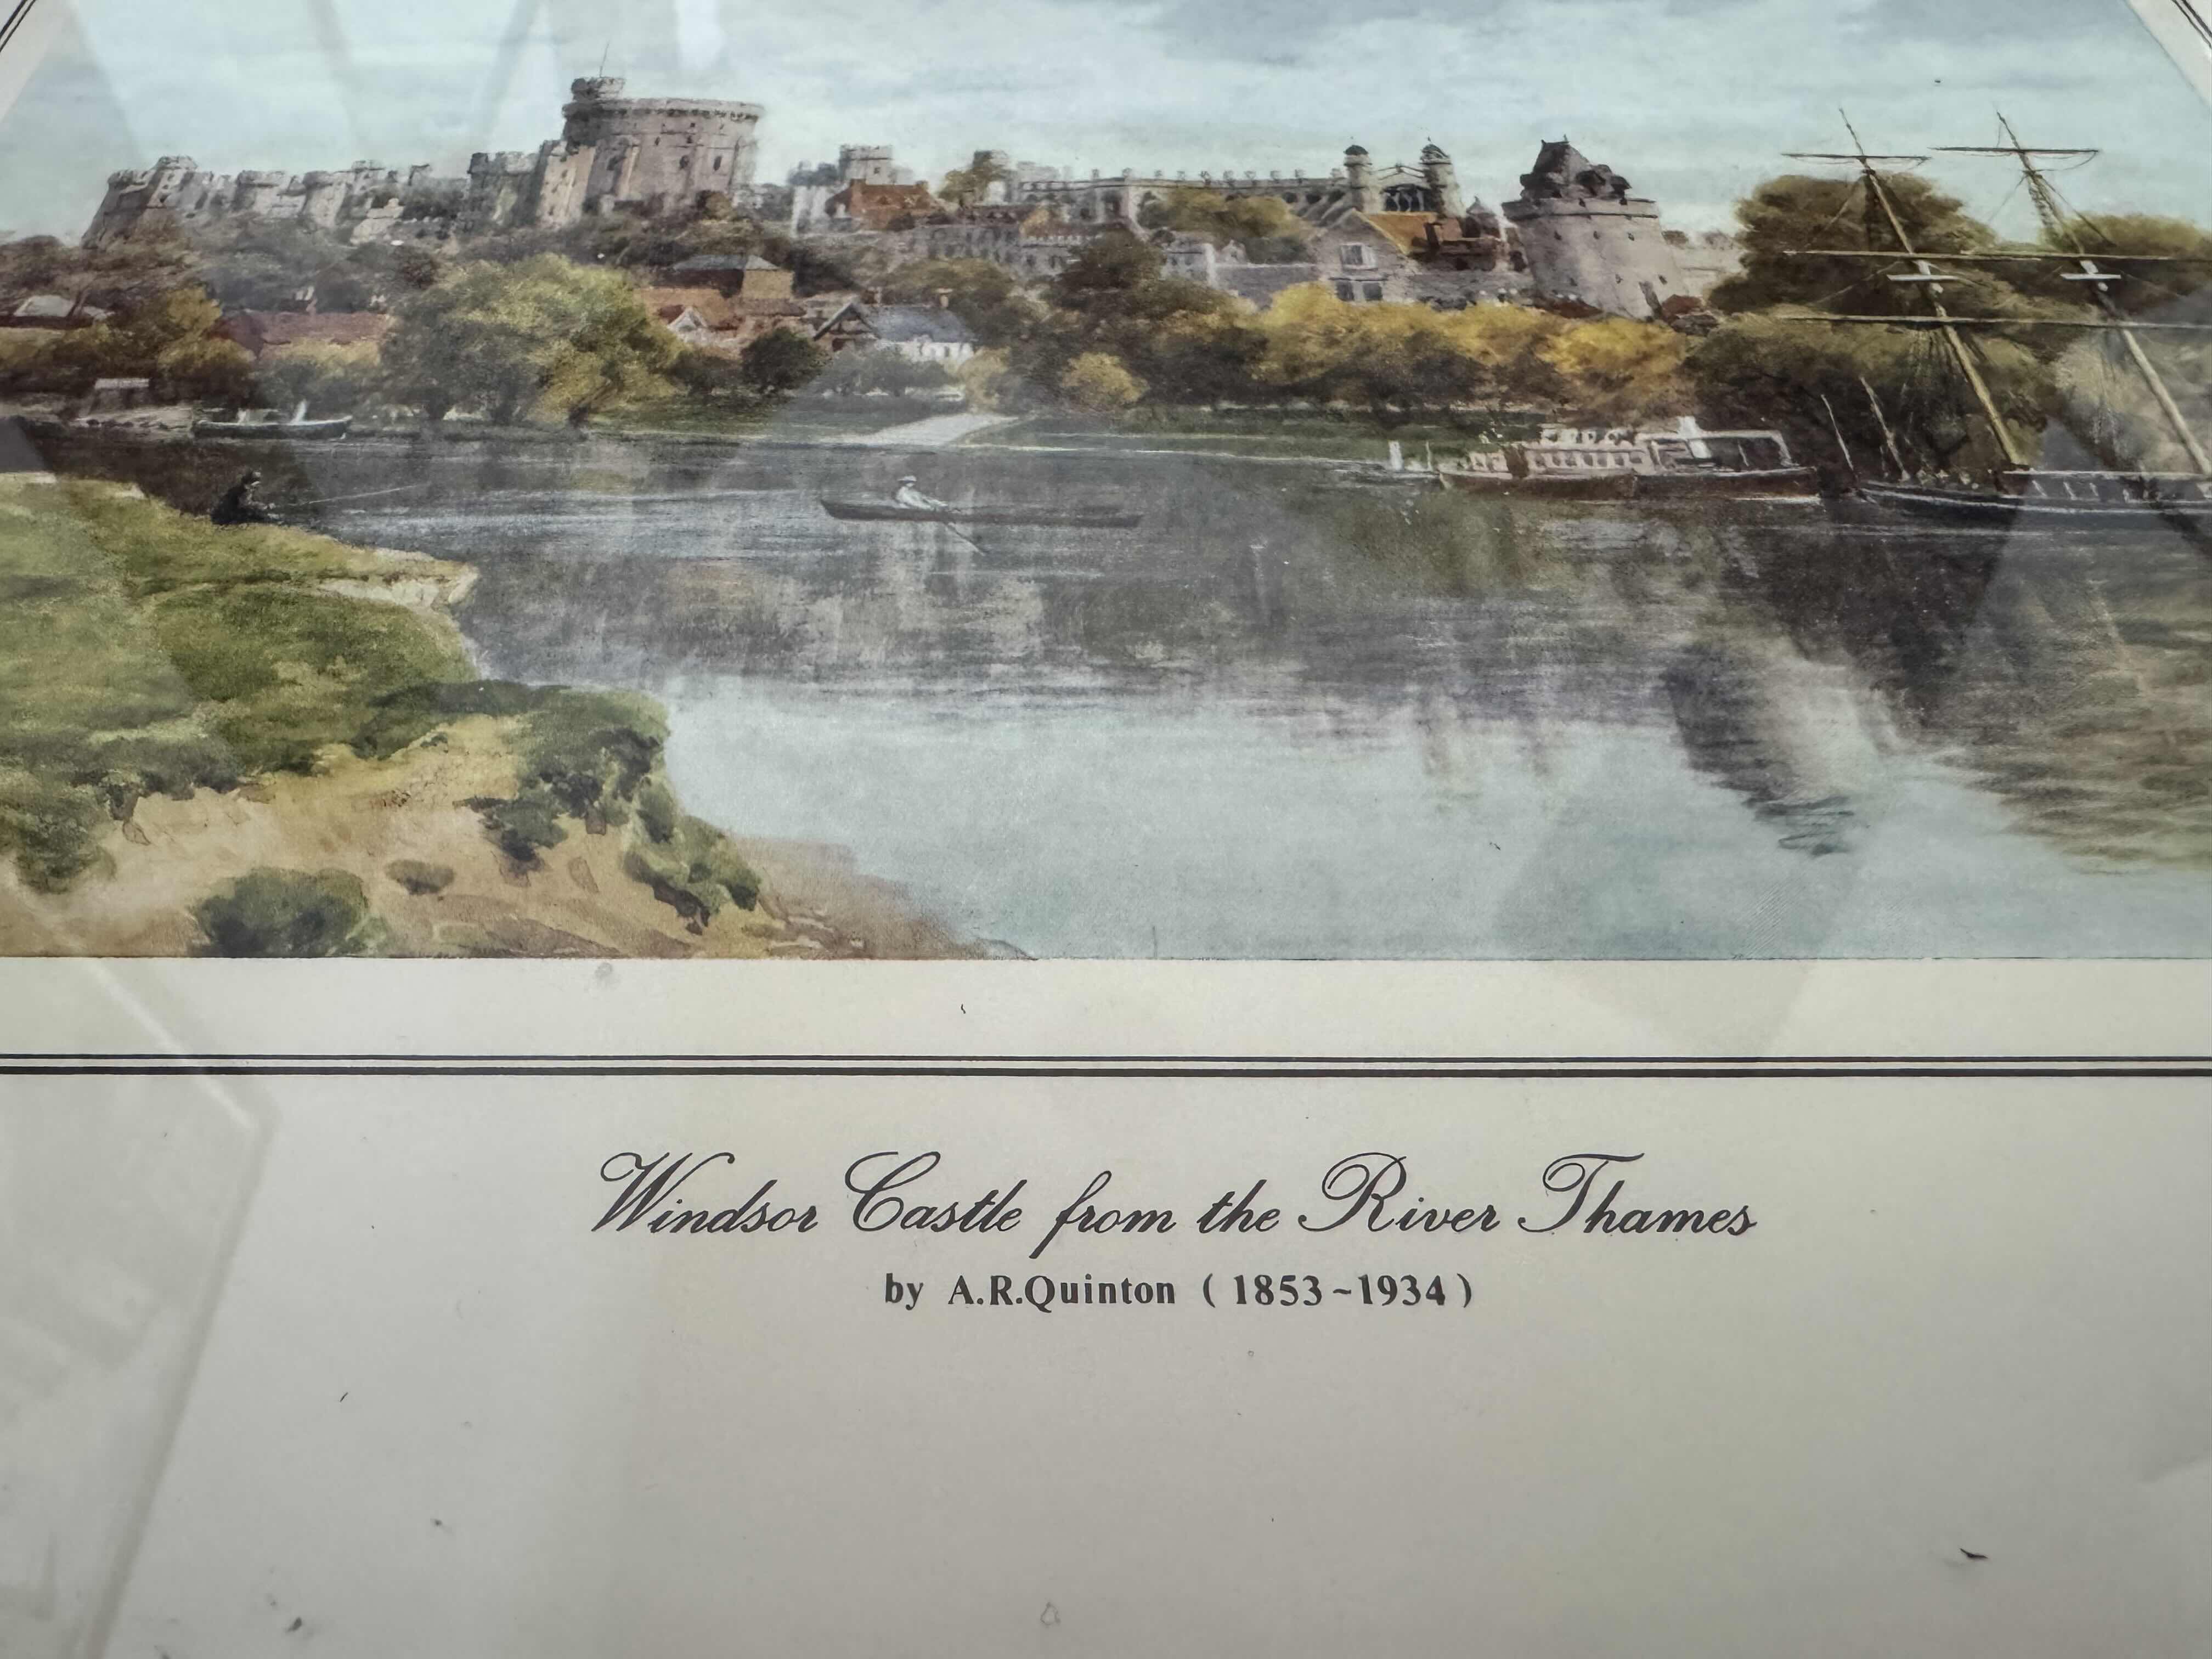 Windsor Castle from the River Thames
by A.R.Quinton (1853~1934)